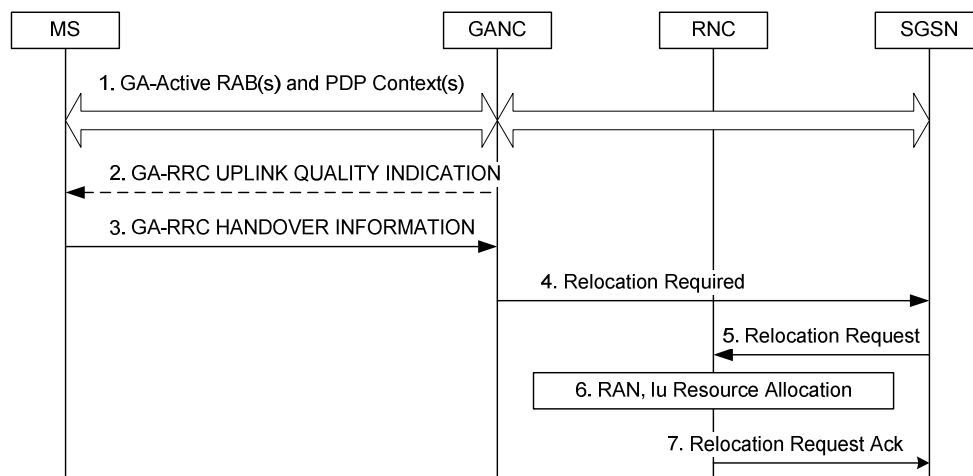 MS
GANC
RNC
SGSN
1. GA-Active RAB(s) and PDP Context(s)
2. GA-RRC UPLINK QUALITY INDICATION
3. GA-RRC HANDOVER INFORMATION
4. Relocation Required
5. Relocation Request
6. RAN, Iu Resource Allocation
7. Relocation Request Ack